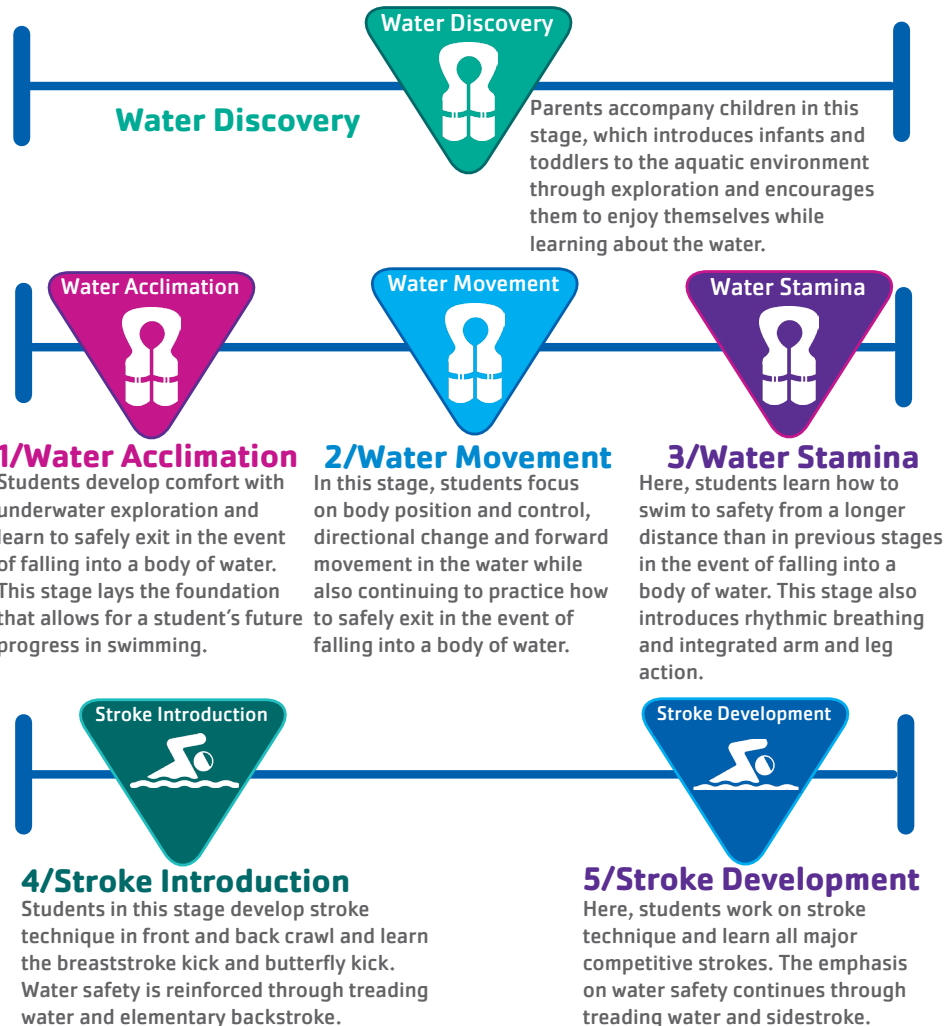 Water Discovery
Water Discovery
Parents accompany children in this
stage, which introduces infants and
toddlers to the aquatic environment
through exploration and encourages
them to enjoy themselves while
learning about the water.
Water Acclimation
Water Movement
Water Stamina
1/Water Acclimation
Students develop comfort with
underwater exploration and
learn to safely exit in the event
of falling into a body of water.
This stage lays the foundation
that allows for a student's future
progress in swimming.
2/Water Movement
In this stage, students focus
on body position and control,
directional change and forward
movement in the water while
also continuing to practice how
to safely exit in the event of
falling into a body of water.
3/Water Stamina
Here, students learn how to
swim to safety from a longer
distance than in previous stages
in the event of falling into a
body of water. This stage also
introduces rhythmic breathing
and integrated arm and leg
action.
Stroke Introduction
Stroke Development
4/Stroke Introduction
Students in this stage develop stroke
technique in front and back crawl and learn
the breaststroke kick and butterfly kick.
Water safety is reinforced through treading
water and elementary backstroke.
5/Stroke Development
Here, students work on stroke
technique and learn all major
competitive strokes. The emphasis
on water safety continues through
treading water and sidestroke.